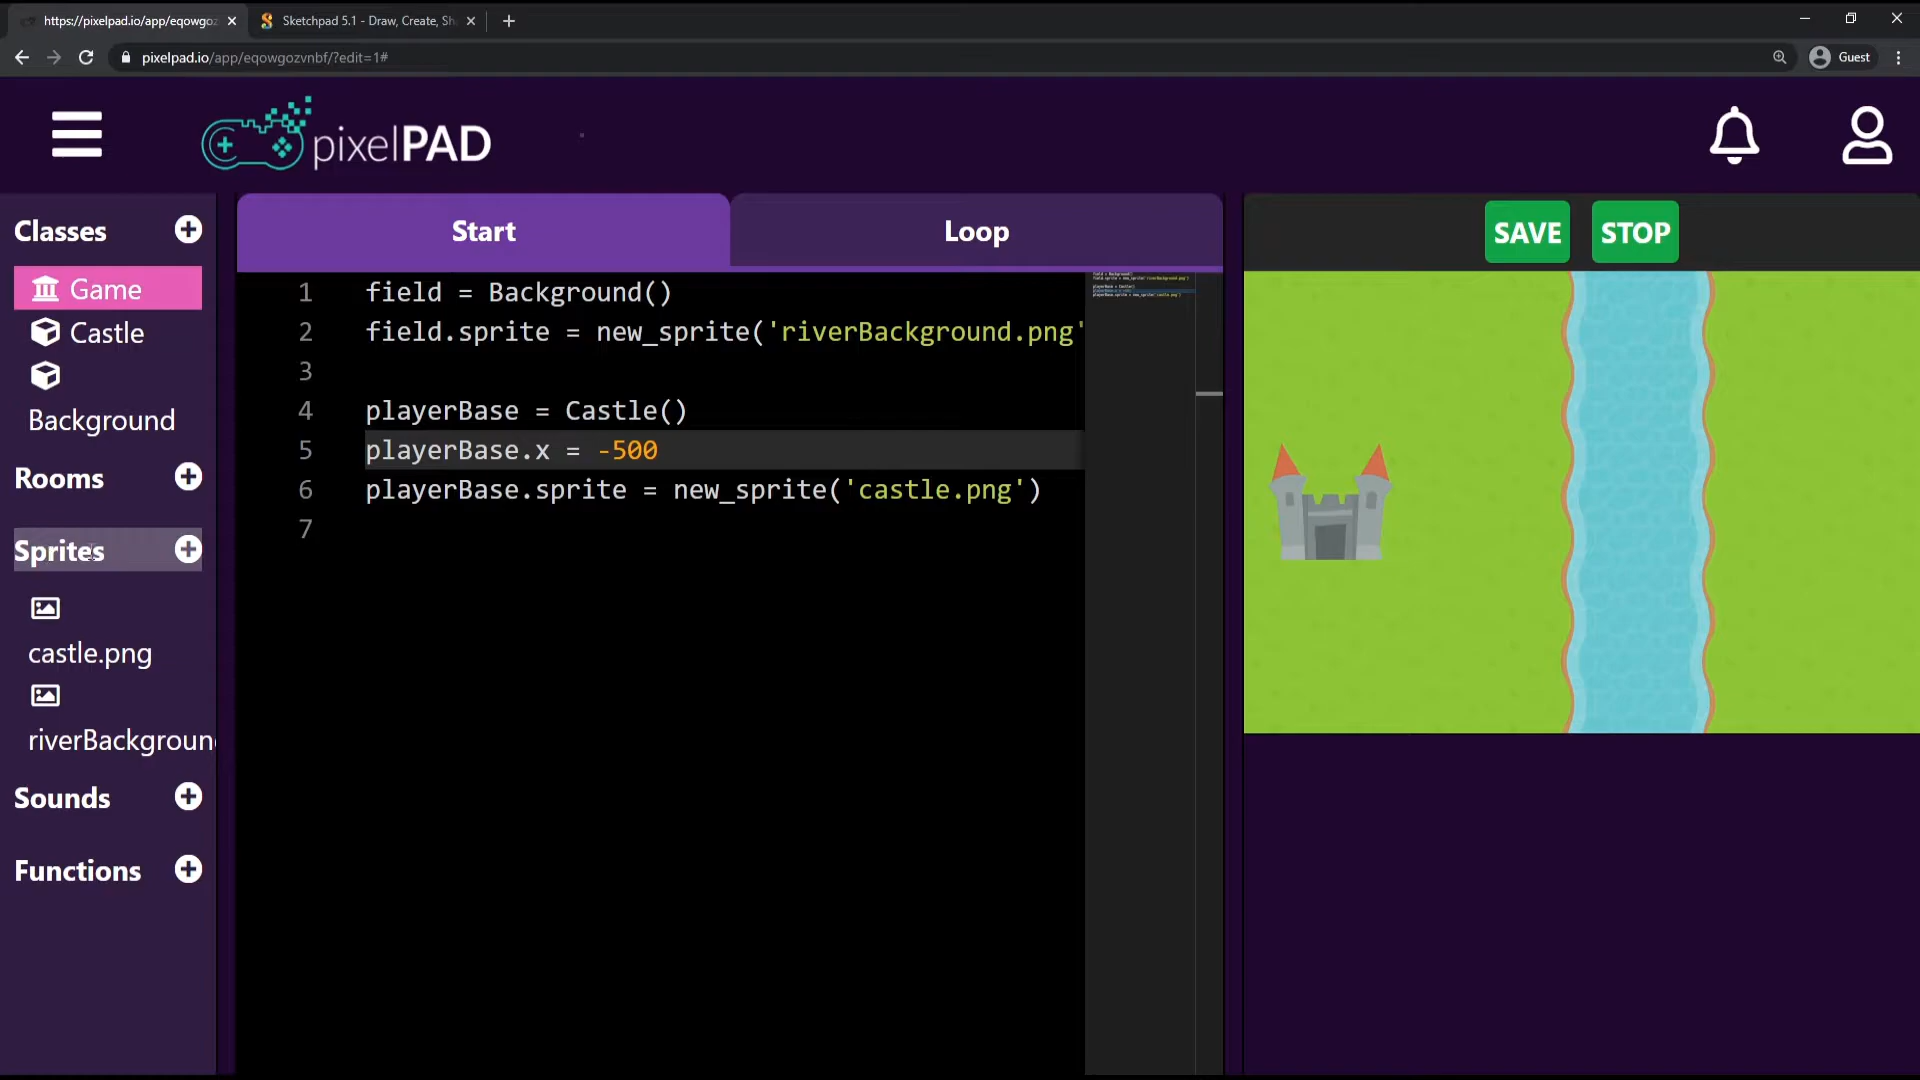 https://pixelpad.io/app/eqowgoz
Sketchpad 5.1 - Draw, Create, Sh
pixelpad.io/app/eqowgozvnbf/?edit=1#
Guest
pixelPAD
Classes
Game
Castle
Background
Rooms
Sprites
castle.png
riverBackgroun
Sounds
Functions
Start
Loop
1 field = Background()
2 field.sprite = new_sprite('riverBackground.png'
3
4 playerBase = Castle()
5 playerBase.x = -500
6 playerBase.sprite = new_sprite('castle.png')
7
SAVE
STOP